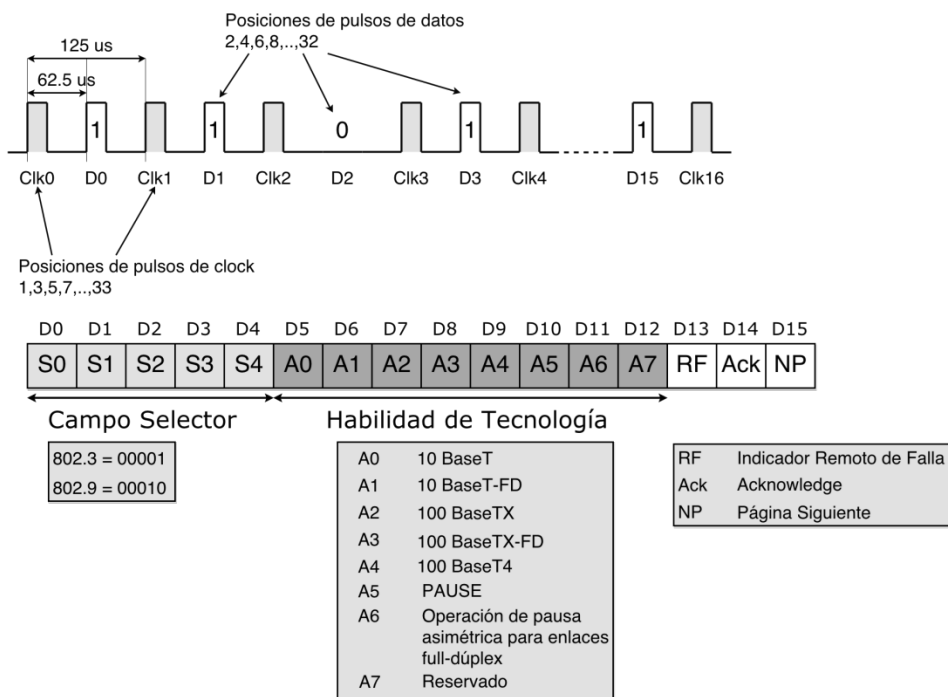 Posiciones de pulsos de datos
2,4,6,8,..,32
125 us
62.5 us
1 1 0 1 1
Clk0 D0 Clk1 D1 Clk2 D2 Clk3 D3 Clk4 D15 Clk16
Posiciones de pulsos de clock
1,3,5,7,..,33
D0 D1 D2 D3 D4 D5 D6 D7 D8 D9 D10 D11 D12 D13 D14 D15
S0 S1 S2 S3 S4 A0 A1 A2 A3 A4 A5 A6 A7 RF Ack NP
Campo Selector
802.3 = 00001
802.9 = 00010
Habilidad de Tecnología
A0 10 BaseT
A1 10 BaseT-FD
A2 100 BaseTX
A3 100 BaseTX-FD
A4 100 BaseT4
A5 PAUSE
A6 Operación de pausa
asimétrica para enlaces
full-dúplex
A7 Reservado
RF Indicador Remoto de Falla
Ack Acknowledge
NP Página Siguiente